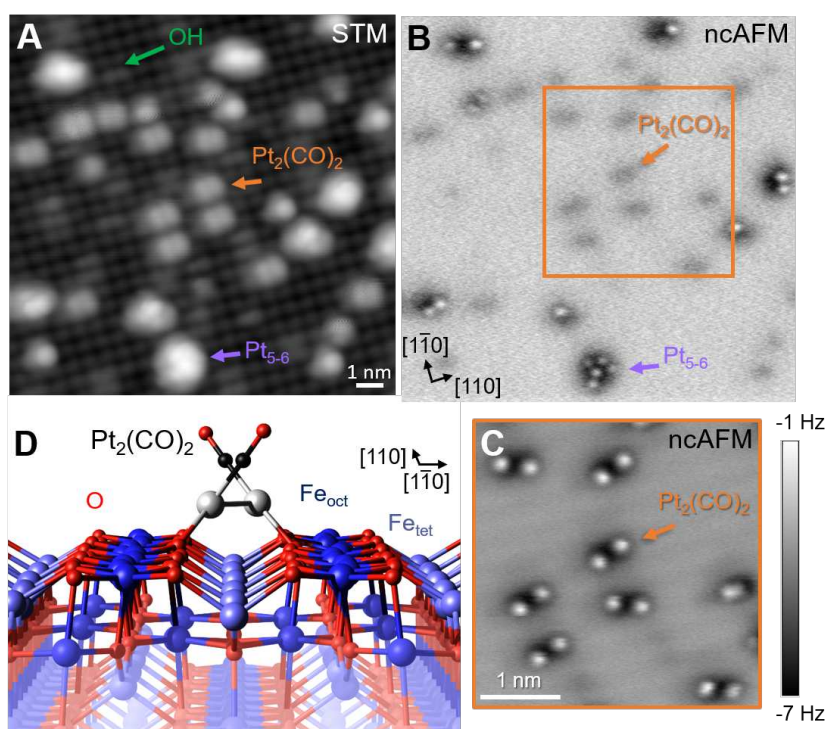 A
STM
OH
Pt₂(CO)₂
Pt₅₋₆
1 nm
B
ncAFM
Pt₂(CO)₂
[11̅0]
[110]
Pt₅₋₆
D
Pt₂(CO)₂
[110]
[11̅0]
O
Feoct
Fetet
C
ncAFM
Pt₂(CO)₂
1 nm
-1 Hz
-7 Hz